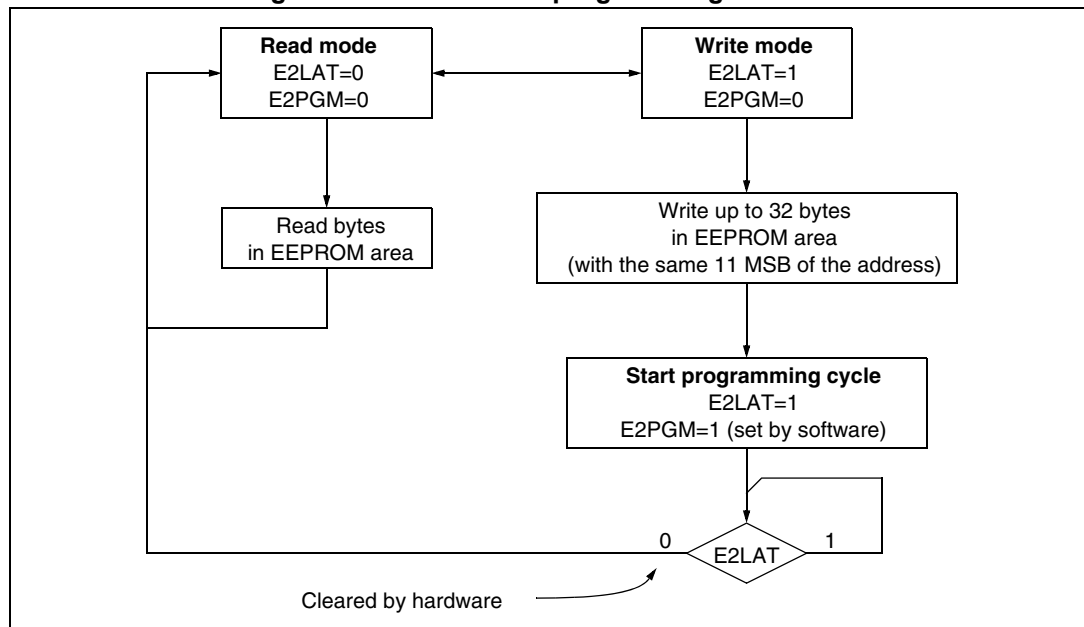 programming
Read mode
E2LAT=0
E2PGM=0
Write mode
E2LAT=1
E2PGM=0
Read bytes
in EEPROM area
Write up to 32 bytes
in EEPROM area
(with the same 11 MSB of the address)
Start programming cycle
E2LAT=1
E2PGM=1 (set by software)
0
E2LAT
1
Cleared by hardware